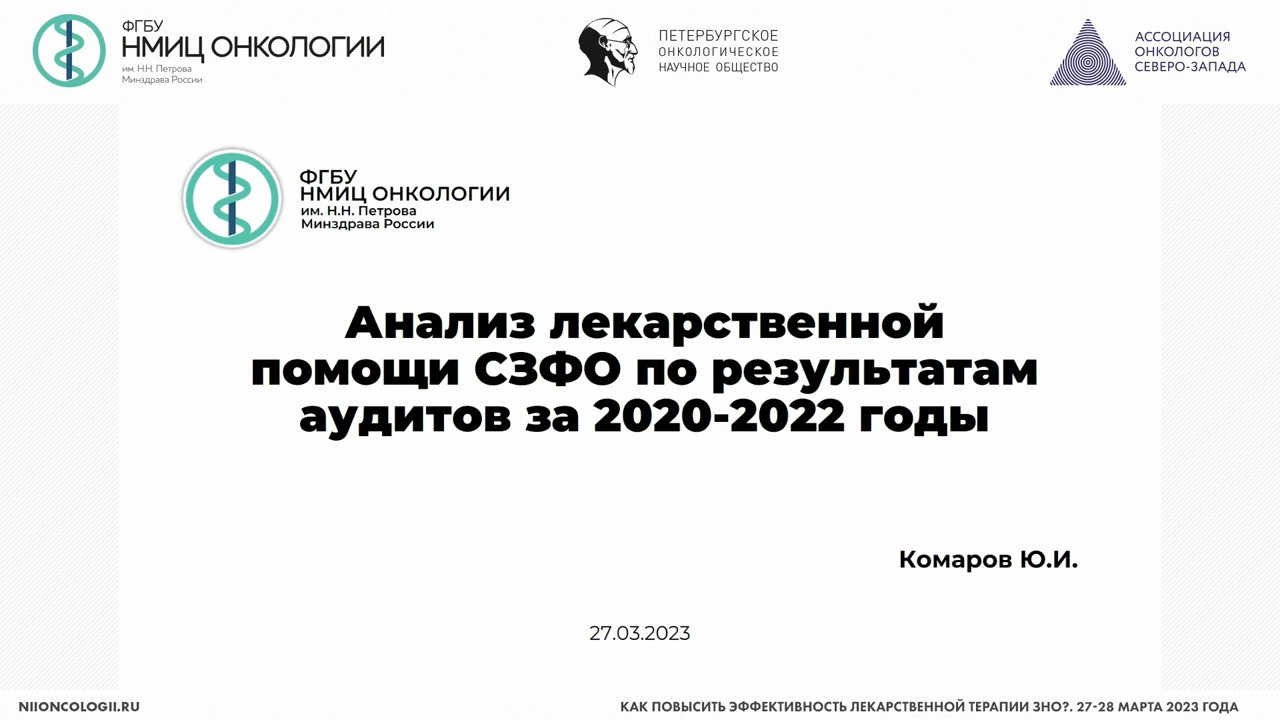 ФГБУ
НМИЦ ОНКОЛОГИИ
им. Н.Н. Петрова
Минздрава России
ПЕТЕРБУРГСКОЕ
ОНКОЛОГИЧЕСКОЕ
НАУЧНОЕ ОБЩЕСТВО
АССОЦИАЦИЯ
ОНКОЛОГОВ
СЕВЕРО-ЗАПАДА
ФГБУ
НМИЦ ОНКОЛОГИИ
им. Н.Н. Петрова
Минздрава России
Анализ лекарственной
помощи СЗФО по результатам
аудитов за 2020-2022 годы
Комаров Ю.И.
27.03.2023
NIIONCOLOGII.RU
КАК ПОВЫСИТЬ ЭФФЕКТИВНОСТЬ ЛЕКАРСТВЕННОЙ ТЕРАПИИ ЗНО?. 27-28 МАРТА 2023 ГОДА